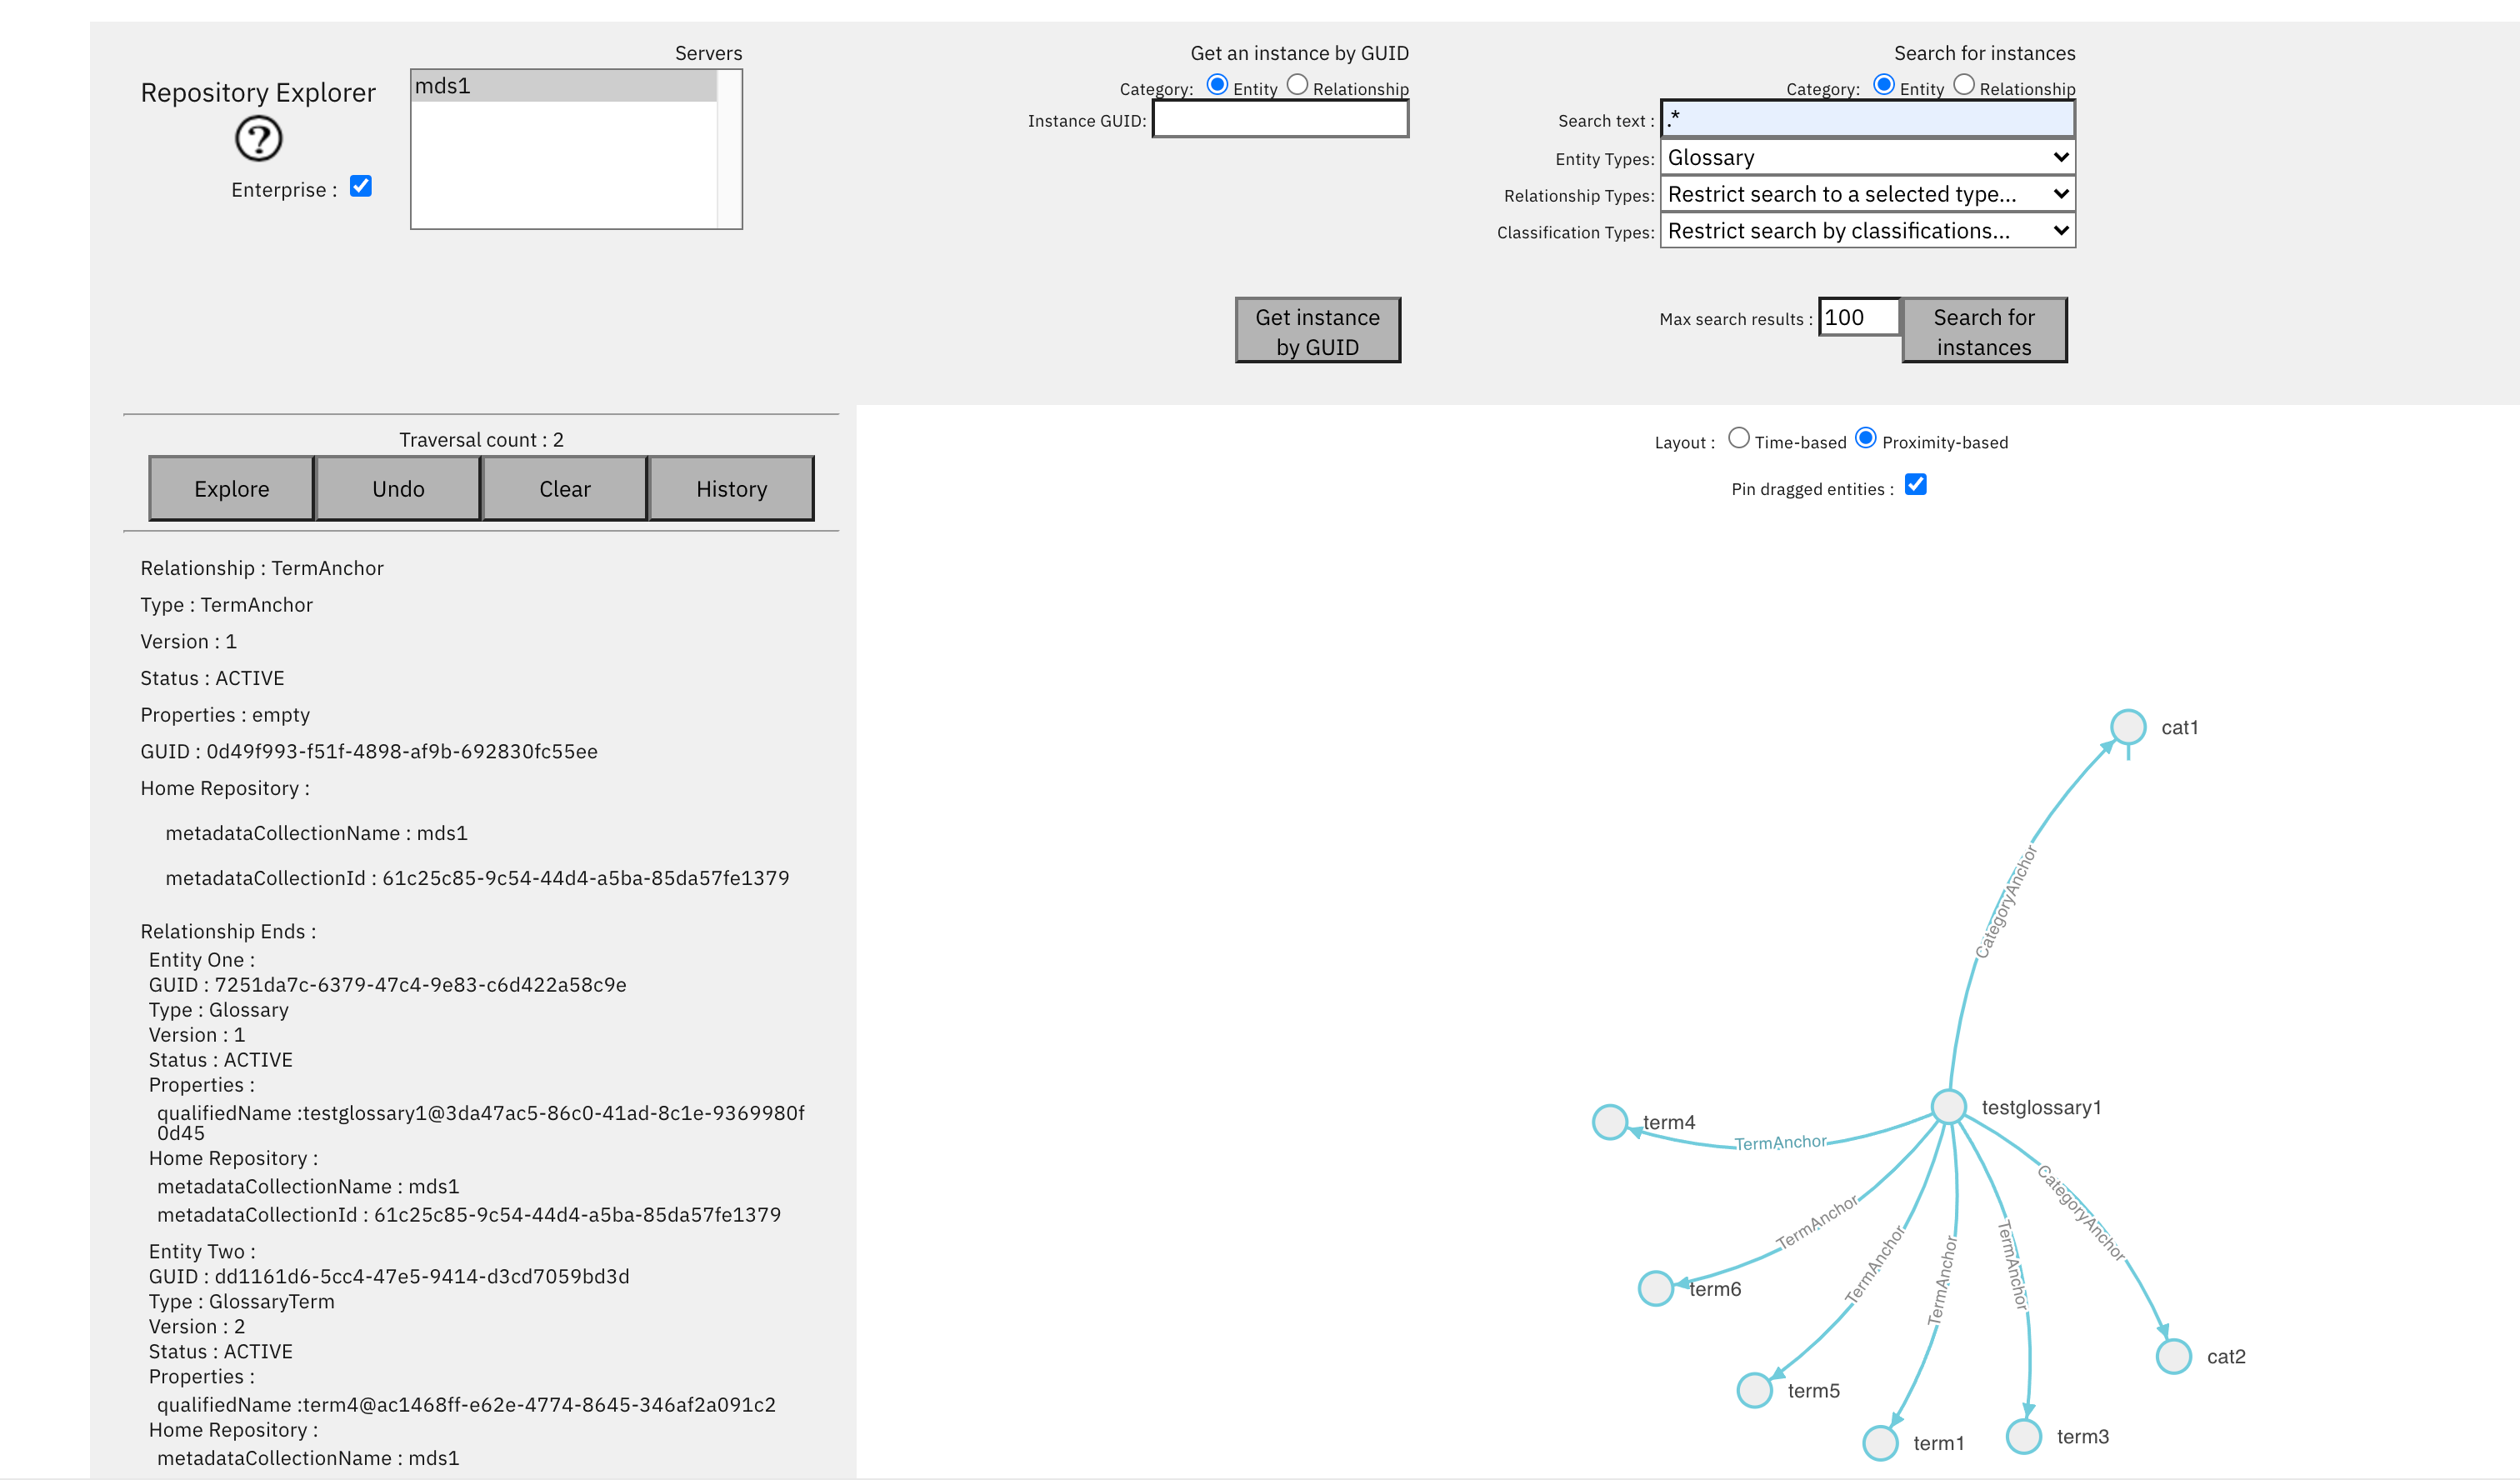 Repository Explorer
?
Enterprise :
Servers
mds1
Get an instance by GUID
Category: Entity Relationship
Instance GUID:
Get instance
by GUID
Search for instances
Category: Entity Relationship
Search text : .*
Entity Types: Glossary
Relationship Types: Restrict search to a selected type...
Classification Types: Restrict search by classifications...
Max search results : 100
Search for
instances
Traversal count : 2
Explore Undo Clear History
Relationship : TermAnchor
Type : TermAnchor
Version : 1
Status : ACTIVE
Properties : empty
GUID : 0d49f993-f51f-4898-af9b-692830fc55ee
Home Repository :
metadataCollectionName : mds1
metadataCollectionId : 61c25c85-9c54-44d4-a5ba-85da57fe1379
Relationship Ends :
Entity One :
GUID : 7251da7c-6379-47c4-9e83-c6d422a58c9e
Type : Glossary
Version : 1
Status : ACTIVE
Properties :
qualifiedName :testglossary1@3da47ac5-86c0-41ad-8c1e-9369980f
0d45
Home Repository :
metadataCollectionName : mds1
metadataCollectionId : 61c25c85-9c54-44d4-a5ba-85da57fe1379
Entity Two :
GUID : dd1161d6-5cc4-47e5-9414-d3cd7059bd3d
Type : GlossaryTerm
Version : 2
Status : ACTIVE
Properties :
qualifiedName :term4@ac1468ff-e62e-4774-8645-346af2a091c2
Home Repository :
metadataCollectionName : mds1
Layout : Time-based Proximity-based
Pin dragged entities :
cat1
CategoryAnchor
testglossary1
term4
TermAnchor
CategoryAnchor
TermAnchor
TermAnchor
TermAnchor
TermAnchor
term6
cat2
term5
term1
term3